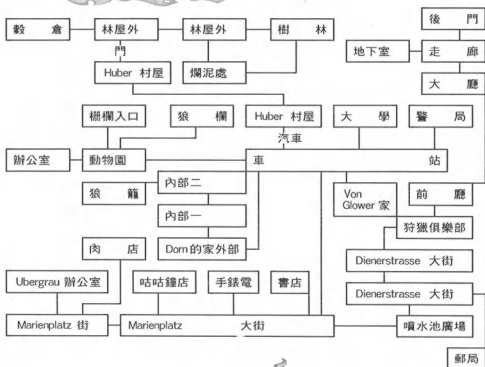 後門
穀倉
林屋外
林屋外
樹林
地下室
走廊
門
Huber 村屋
爛泥處
大廳
柵欄入口
狼欄
Huber 村屋
大學
警局
汽車
辦公室
動物園
車站
狼籠
內部二
Von
Glower 家
前廳
內部一
狩獵俱樂部
肉店
Dorn的家外部
Dienerstrasse 大街
Ubergrau 辦公室
咕咕鐘店
手錶電
書店
Dienerstrasse 大街
Marienplatz 街
Marienplatz 大街
噴水池廣場
郵局